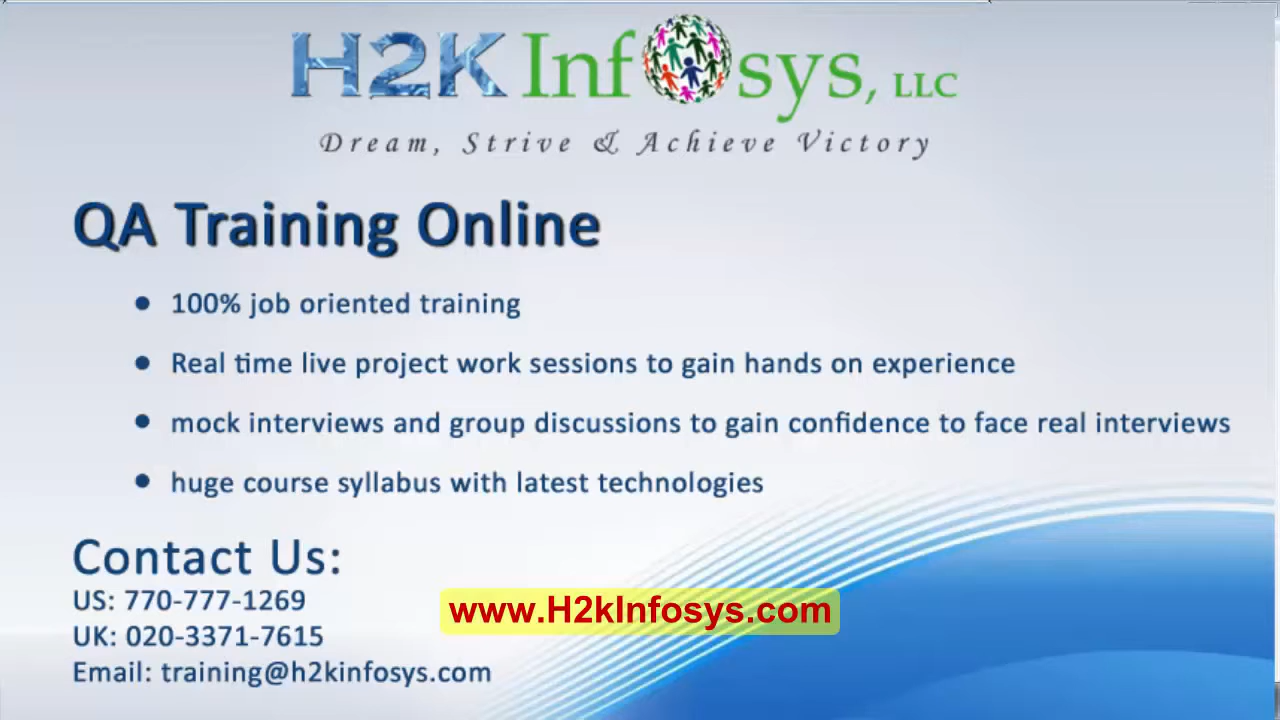 H2K Infosys, LLC
Dream, Strive & Achieve Victory
QA Training Online
• 100% job oriented training
• Real time live project work sessions to gain hands on experience
• mock interviews and group discussions to gain confidence to face real interviews
• huge course syllabus with latest technologies
Contact Us:
US: 770-777-1269
www.H2kInfosys.com
UK: 020-3371-7615
Email: training@h2kinfosys.com